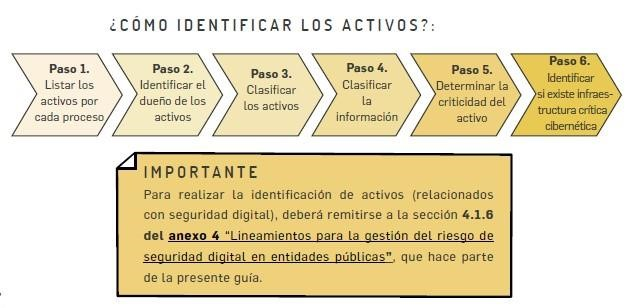 ¿CÓMO IDENTIFICAR LOS ACTIVOS?:
Paso 1.
Listar los
activos por
cada proceso
Paso 2.
Identificar el
dueño de los
activos
Paso 3.
Clasificar
los activos
Paso 4.
Clasificar
la
información
Paso 5.
Determinar la
criticidad del
activo
Paso 6.
Identificar
si existe infraes-
tructura crítica
cibernética
IMPORTANTE
Para realizar la identificación de activos (relacionados
con seguridad digital), deberá remitirse a la sección 4.1.6
del anexo 4 “Lineamientos para la gestión del riesgo de
seguridad digital en entidades públicas”, que hace parte
de la presente guía.